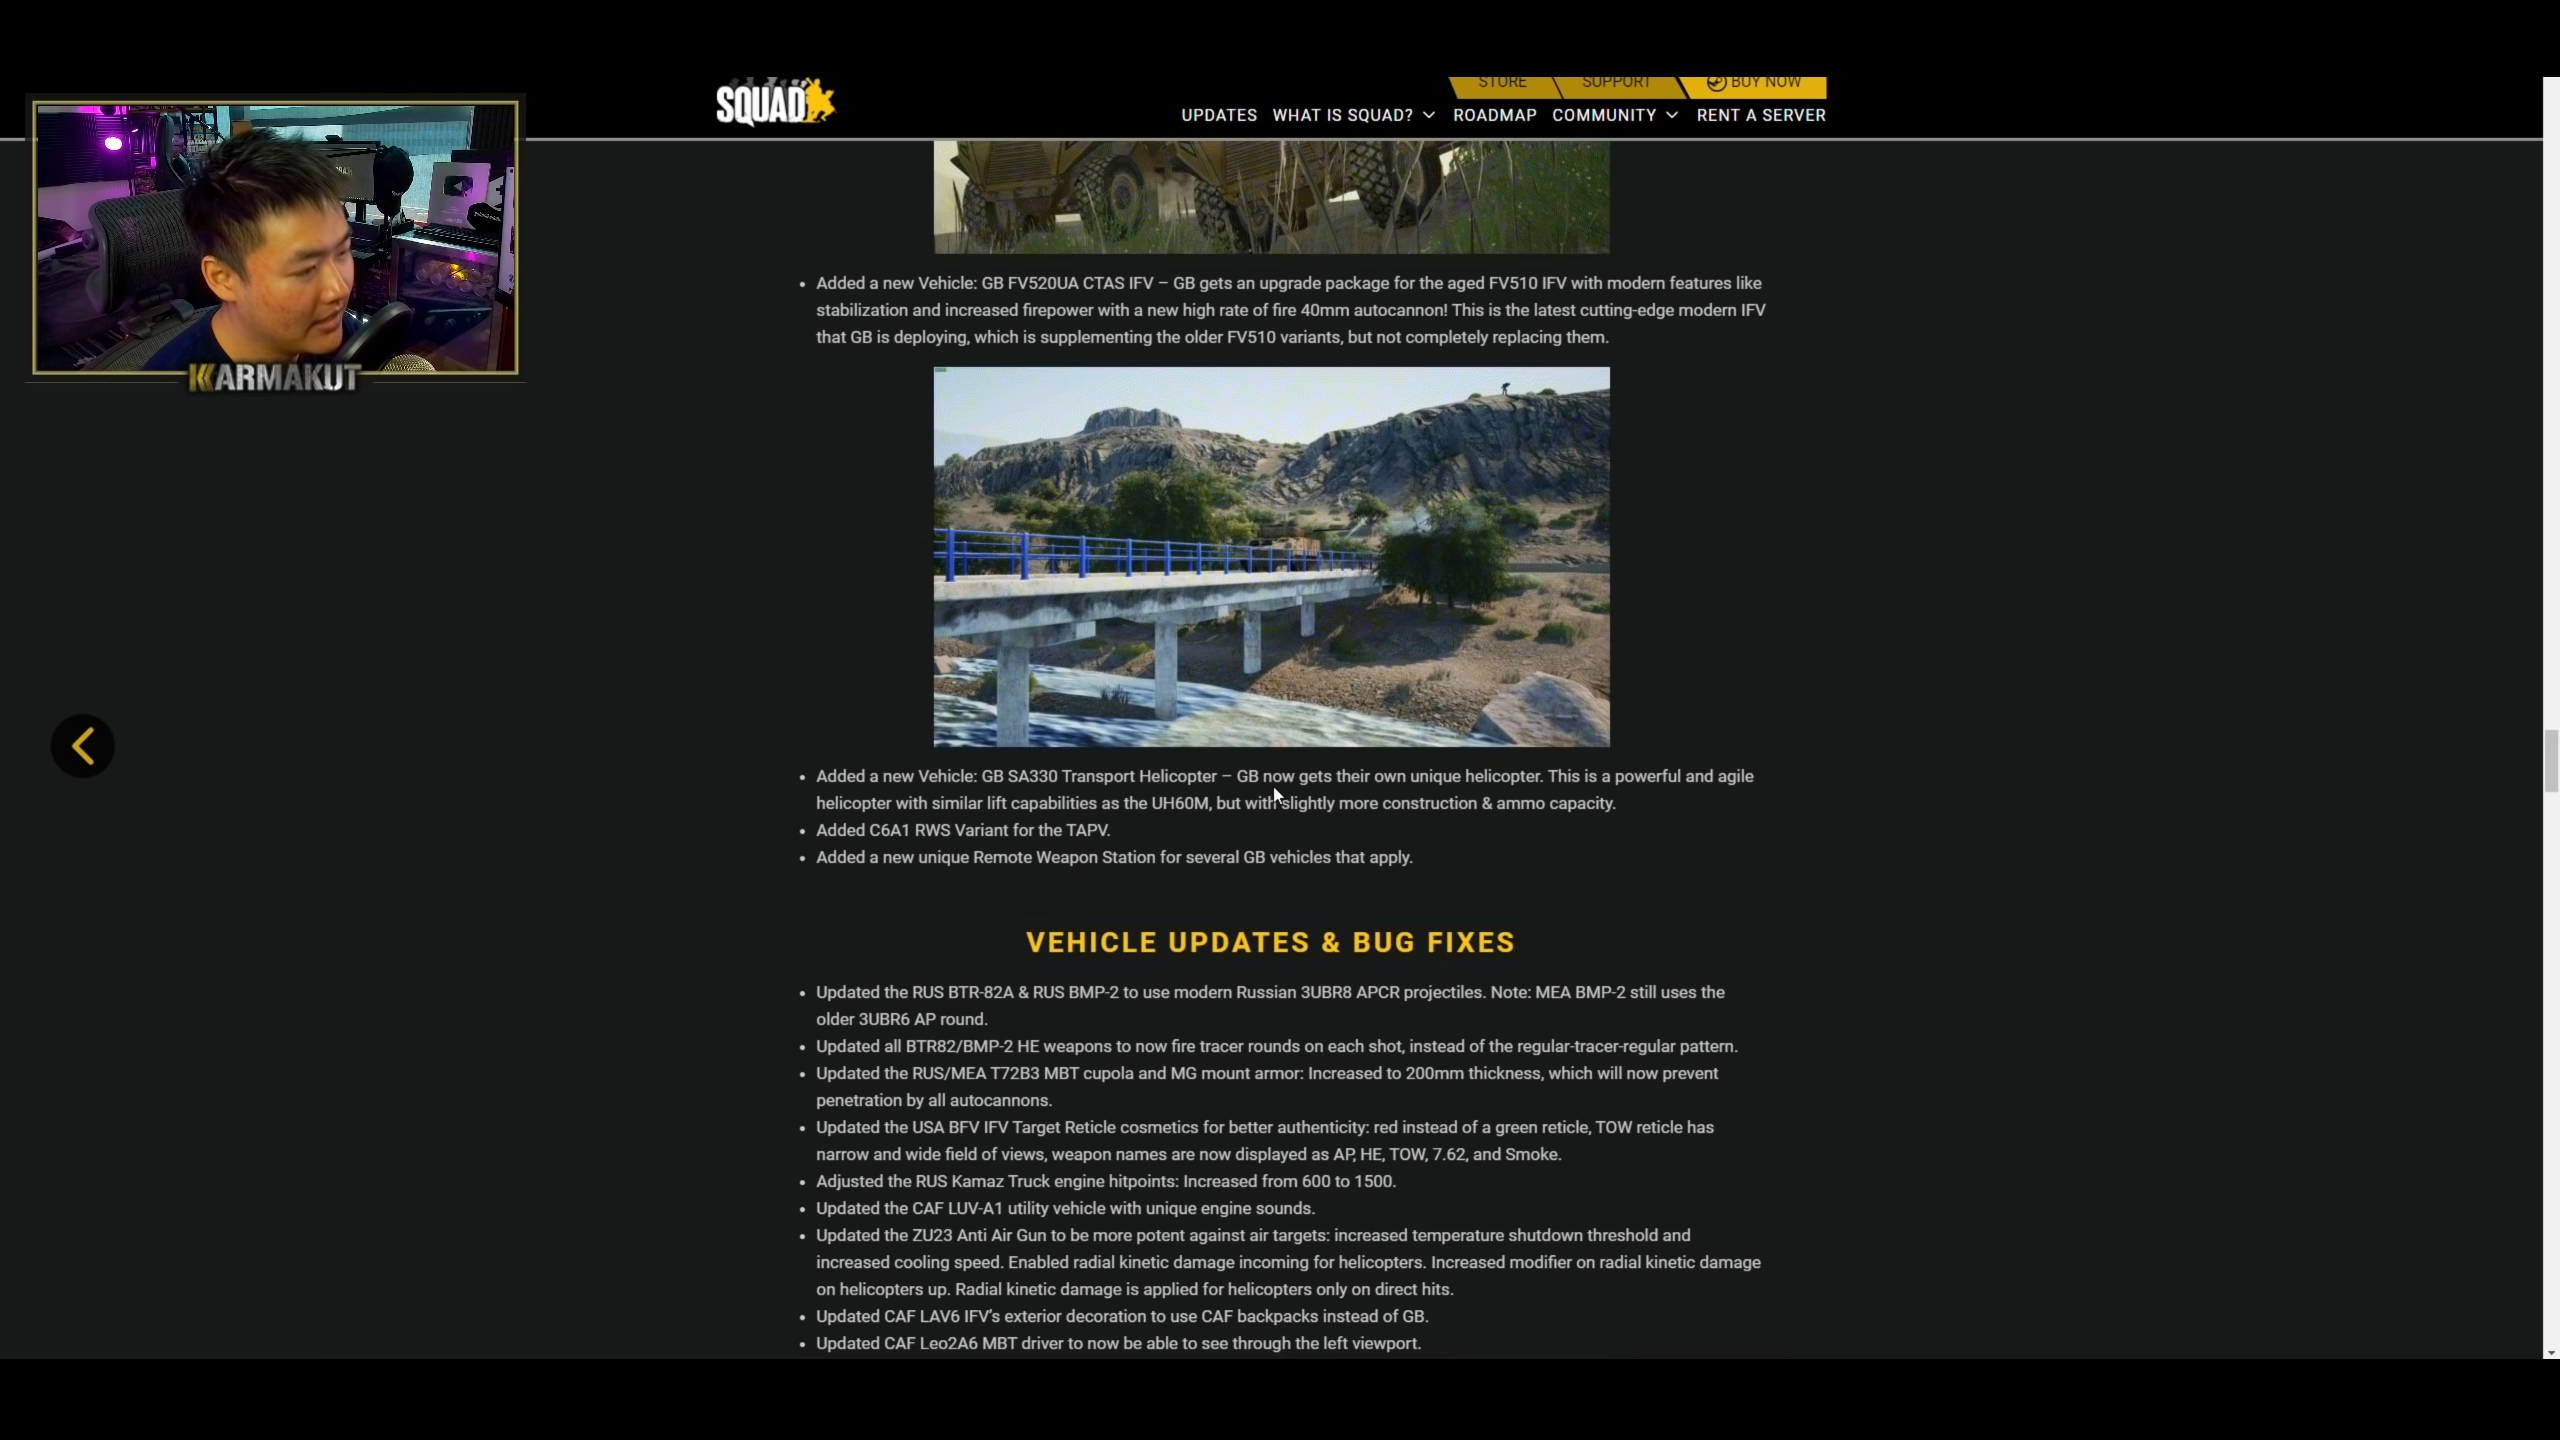 STORE
SUPPORT
BUY NOW
SQUAD
UPDATES
WHAT IS SQUAD?
ROADMAP
COMMUNITY
RENT A SERVER
KARMAKUT
• Added a new Vehicle: GB FV520UA CTAS IFV – GB gets an upgrade package for the aged FV510 IFV with modern features like
stabilization and increased firepower with a new high rate of fire 40mm autocannon! This is the latest cutting-edge modern IFV
that GB is deploying, which is supplementing the older FV510 variants, but not completely replacing them.
• Added a new Vehicle: GB SA330 Transport Helicopter – GB now gets their own unique helicopter. This is a powerful and agile
helicopter with similar lift capabilities as the UH60M, but with slightly more construction & ammo capacity.
• Added C6A1 RWS Variant for the TAPV.
• Added a new unique Remote Weapon Station for several GB vehicles that apply.
VEHICLE UPDATES & BUG FIXES
• Updated the RUS BTR-82A & RUS BMP-2 to use modern Russian 3UBR8 APCR projectiles. Note: MEA BMP-2 still uses the
older 3UBR6 AP round.
• Updated all BTR82/BMP-2 HE weapons to now fire tracer rounds on each shot, instead of the regular-tracer-regular pattern.
• Updated the RUS/MEA T72B3 MBT cupola and MG mount armor: Increased to 200mm thickness, which will now prevent
penetration by all autocannons.
• Updated the USA BFV IFV Target Reticle cosmetics for better authenticity: red instead of a green reticle, TOW reticle has
narrow and wide field of views, weapon names are now displayed as AP, HE, TOW, 7.62, and Smoke.
• Adjusted the RUS Kamaz Truck engine hitpoints: Increased from 600 to 1500.
• Updated the CAF LUV-A1 utility vehicle with unique engine sounds.
• Updated the ZU23 Anti Air Gun to be more potent against air targets: increased temperature shutdown threshold and
increased cooling speed. Enabled radial kinetic damage incoming for helicopters. Increased modifier on radial kinetic damage
on helicopters up. Radial kinetic damage is applied for helicopters only on direct hits.
• Updated CAF LAV6 IFV’s exterior decoration to use CAF backpacks instead of GB.
• Updated CAF Leo2A6 MBT driver to now be able to see through the left viewport.